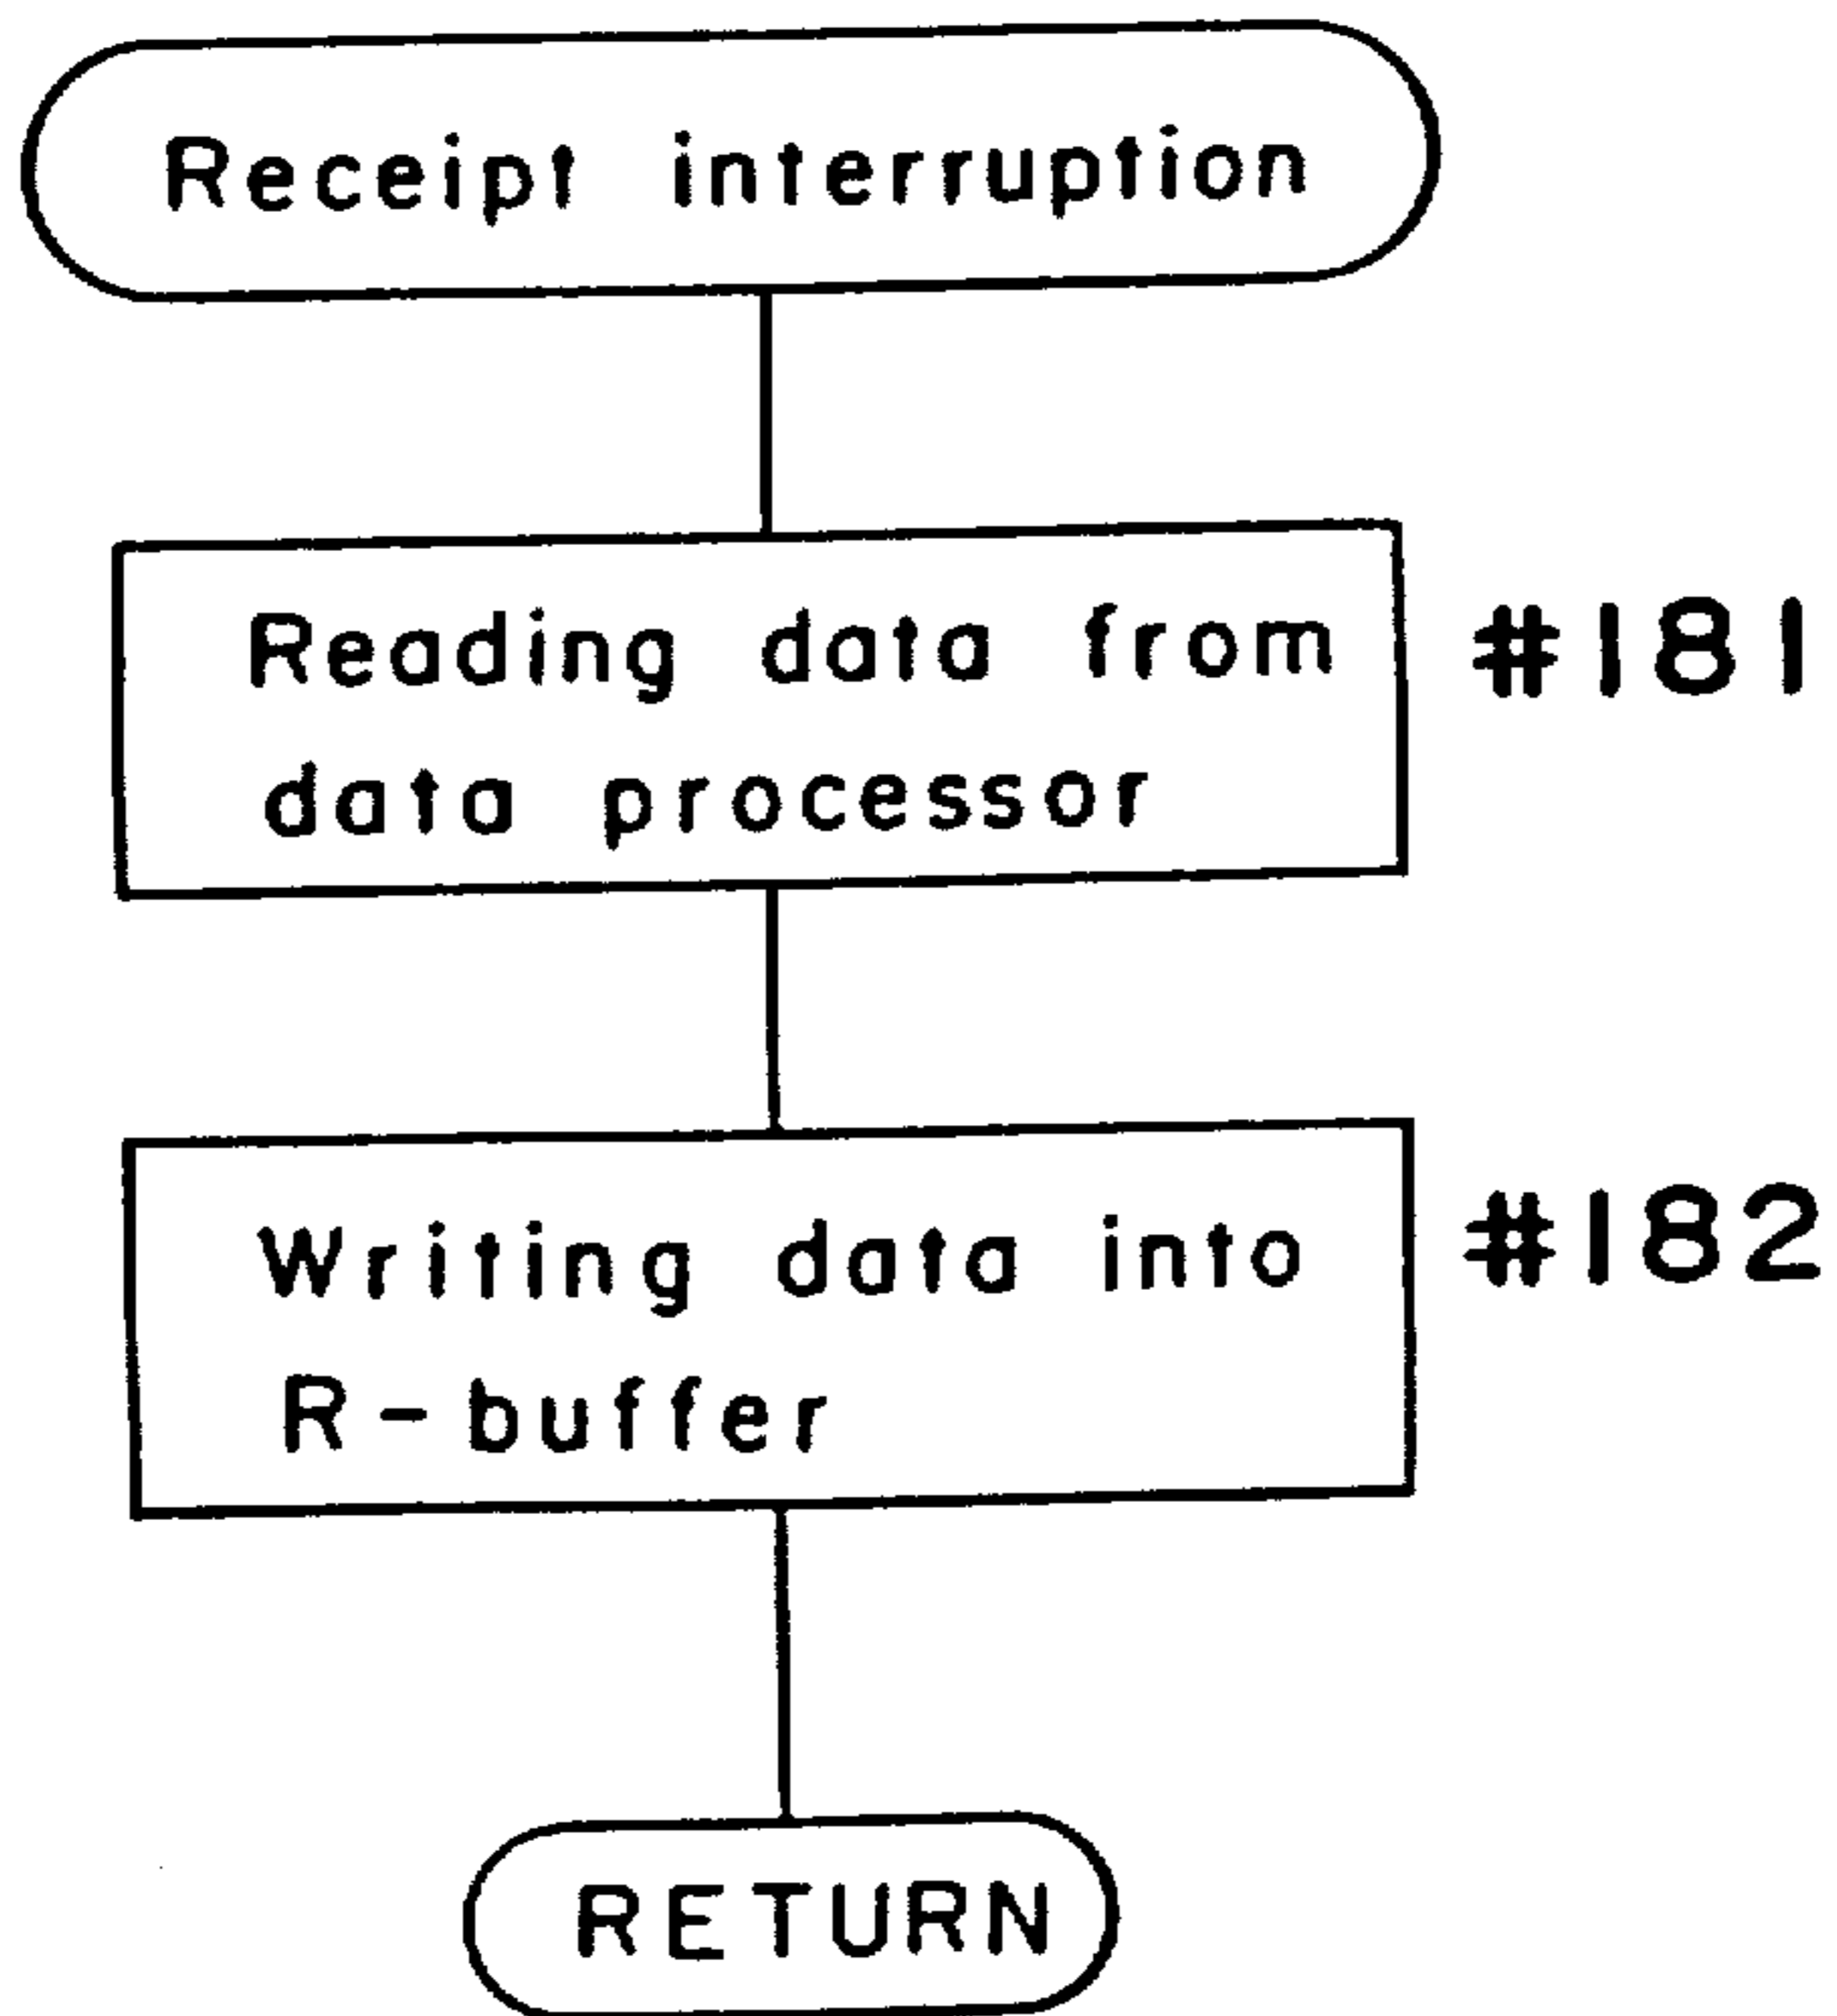 Receipt interruption
Reading data from #181
data processor
Writing data into #182
R-buffer
RETURN